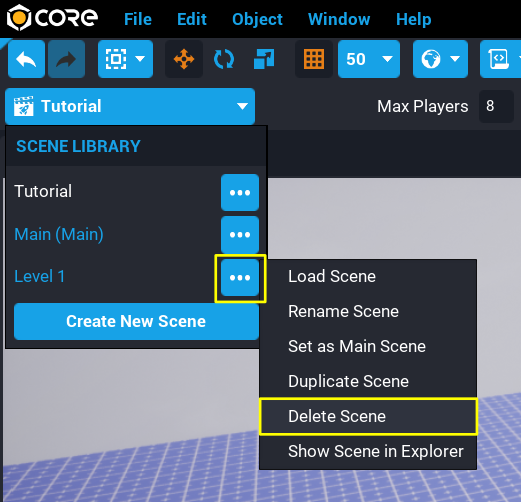 CORE File Edit Object Window Help
50
Tutorial Max Players 8
SCENE LIBRARY
Tutorial
Main (Main)
Level 1
Create New Scene
Load Scene
Rename Scene
Set as Main Scene
Duplicate Scene
Delete Scene
Show Scene in Explorer